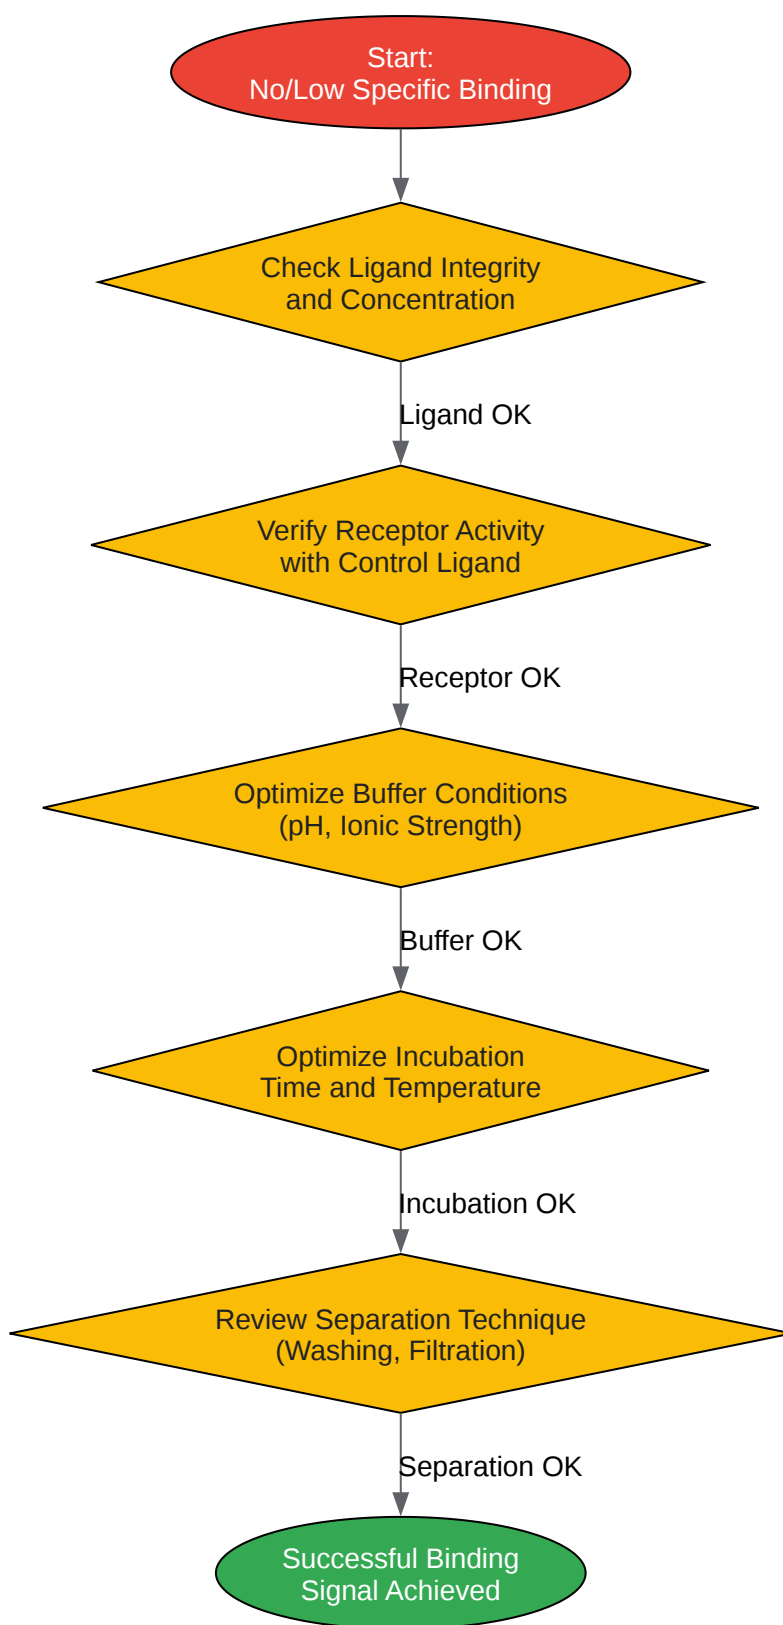 Start:
No/Low Specific Binding
Check Ligand Integrity
and Concentration
Ligand OK
Verify Receptor Activity
with Control Ligand
Receptor OK
Optimize Buffer Conditions
(pH, Ionic Strength)
Buffer OK
Optimize Incubation
Time and Temperature
Incubation OK
Review Separation Technique
(Washing, Filtration)
Separation OK
Successful Binding
Signal Achieved